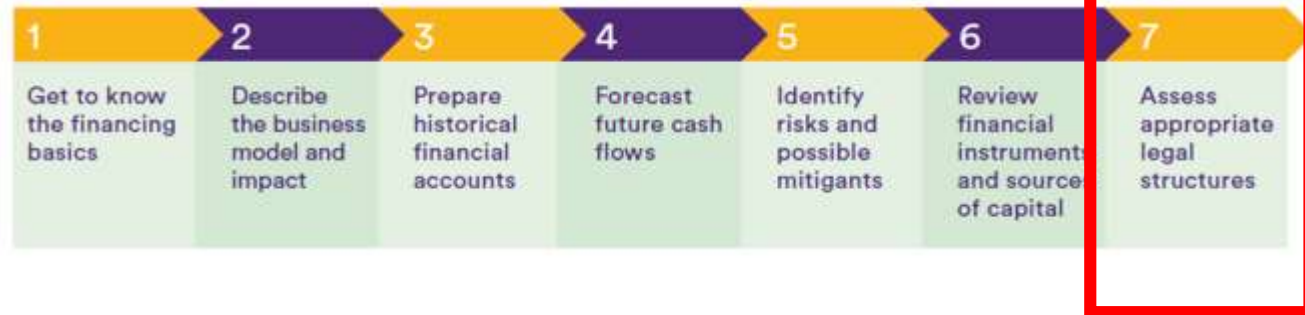 1
Get to know
the financing
basics
2
Describe
the business
model and
impact
3
Prepare
historical
financial
accounts
4
Forecast
future cash
flows
5
Identify
risks and
possible
mitigants
6
Review
financial
instruments
and sources
of capital
7
Assess
appropriate
legal
structures